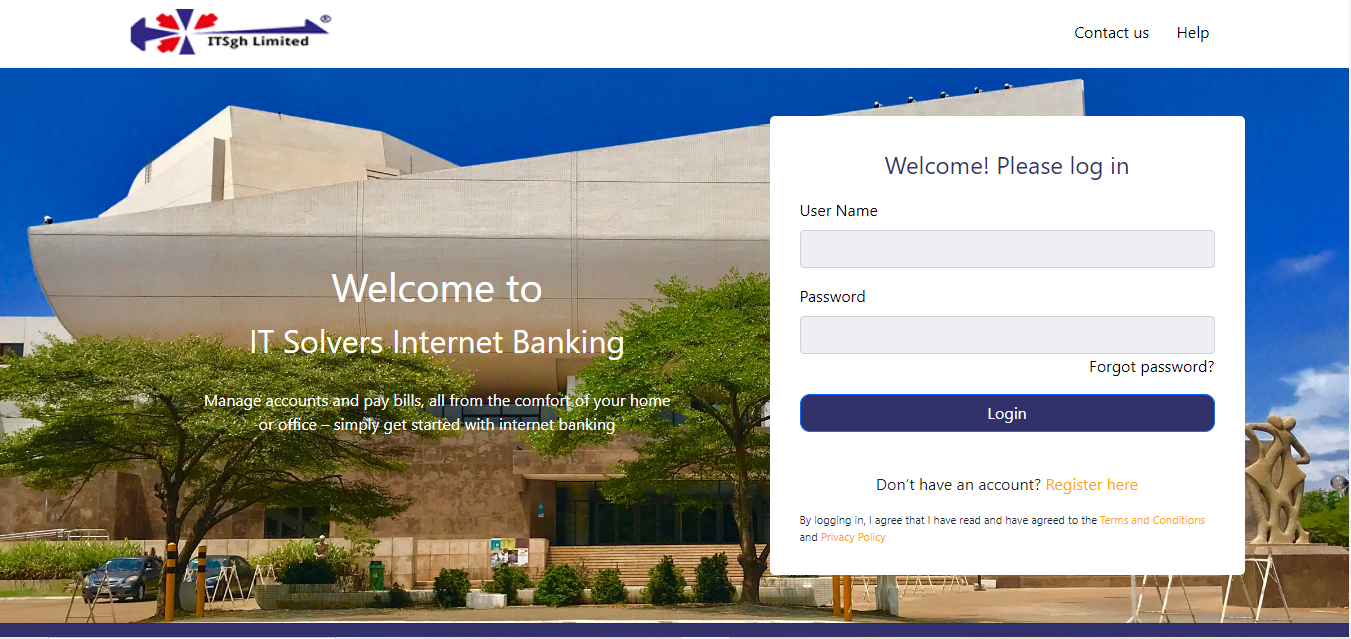 ITSgh Limited ®
Contact us
Help
Welcome to
IT Solvers Internet Banking
Manage accounts and pay bills, all from the comfort of your home
or office – simply get started with internet banking
Welcome! Please log in
User Name
Password
Forgot password?
Login
Don’t have an account? Register here
By logging in, I agree that I have read and have agreed to the Terms and Conditions
and Privacy Policy